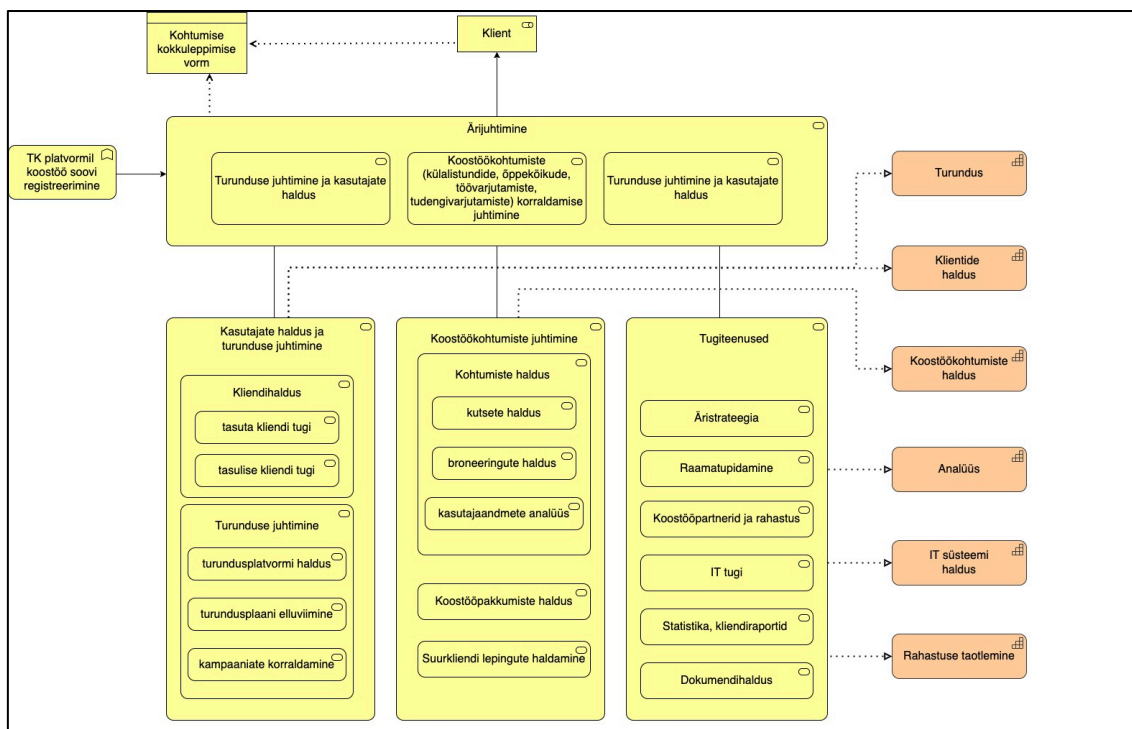 Kohtumise
kokkuleppimise
vorm
Klient
Ärijuhtimine
TK platvormil
koostöö soovi
registreerimine
Turunduse juhtimine ja kasutajate
haldus
Koostöökohtumiste
(külalistundide, õppekõikude,
töövarjutamiste,
tudengivarjutamiste) korraldamise
juhtimine
Turunduse juhtimine ja kasutajate
haldus
Turundus
Klientide
haldus
Koostöökohtumiste
haldus
Analüüs
IT süsteemi
haldus
Rahastuse taotlemine
Kasutajate haldus ja
turunduse juhtimine
Kliendihaldus
tasuta kliendi tugi
tasulise kliendi tugi
Turunduse juhtimine
turundusplatvormi haldus
turundusplaani elluviimine
kampaaniate korraldamine
Koostöökohtumiste juhtimine
Kohtumiste haldus
kutsete haldus
broneeringute haldus
kasutajaandmete analüüs
Koostööpakkumiste haldus
Suurkliendi lepingute haldamine
Tugiteenused
Äristrateegia
Raamatupidamine
Koostööpartnerid ja rahastus
IT tugi
Statistika, kliendiraportid
Dokumendihaldus